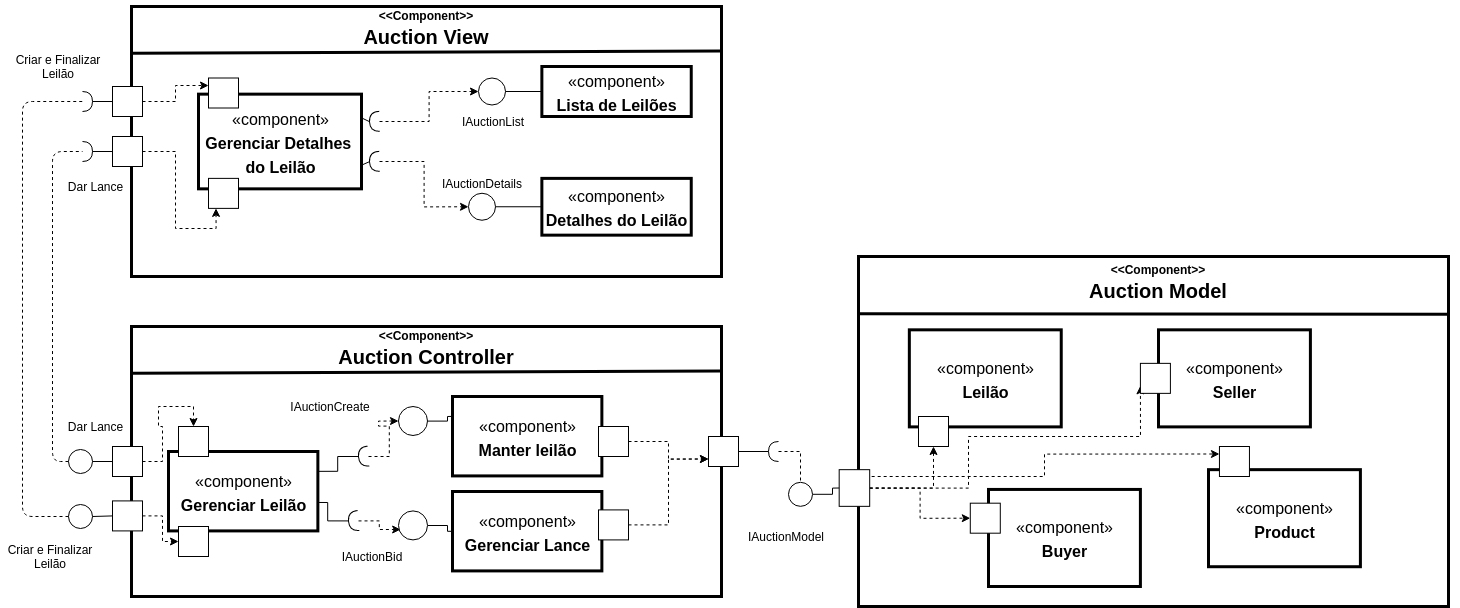 <<Component>>
Auction View
Criar e Finalizar
Leilão
Dar Lance
«component»
Gerenciar Detalhes
do Leilão
IAuctionList
«component»
Lista de Leilões
IAuctionDetails
«component»
Detalhes do Leilão
<<Component>>
Auction Controller
Dar Lance
Criar e Finalizar
Leilão
«component»
Gerenciar Leilão
IAuctionCreate
«component»
Manter leilão
IAuctionBid
«component»
Gerenciar Lance
IAuctionModel
<<Component>>
Auction Model
«component»
Leilão
«component»
Seller
«component»
Buyer
«component»
Product